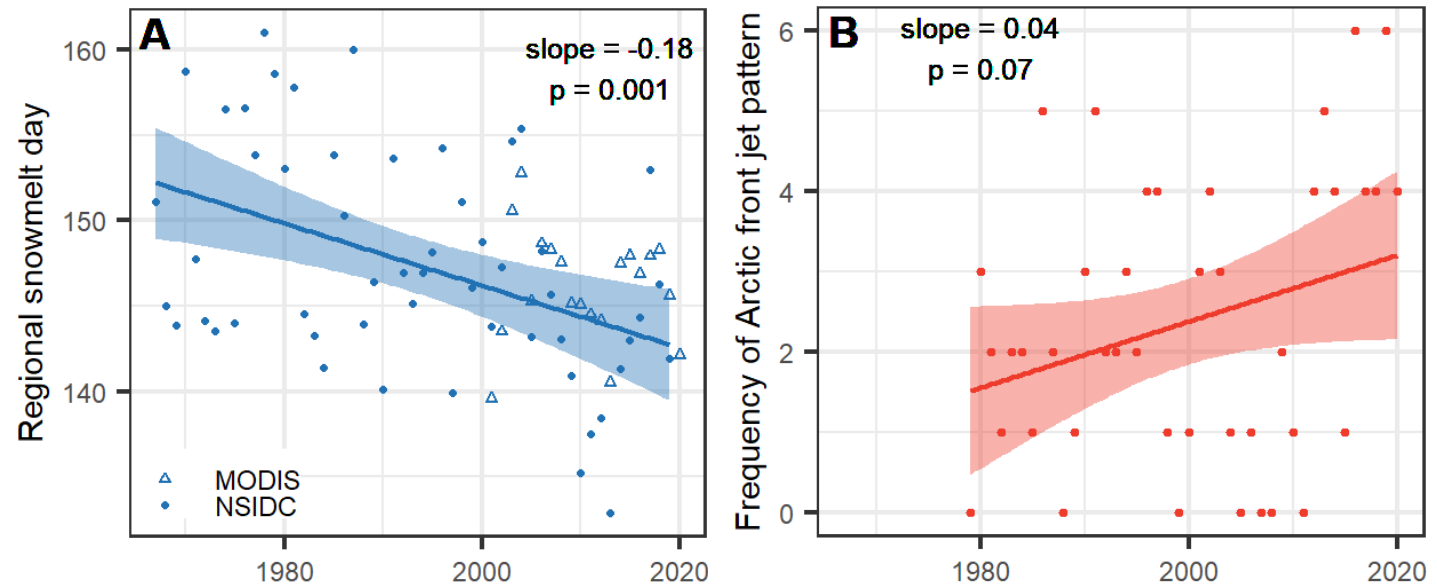 A
slope = -0.18
p = 0.001
Regional snowmelt day
160
150
140
MODIS
NSIDC
1980
2000
2020
B
slope = 0.04
p = 0.07
Frequency of Arctic front jet pattern
6
4
2
0
1980
2000
2020